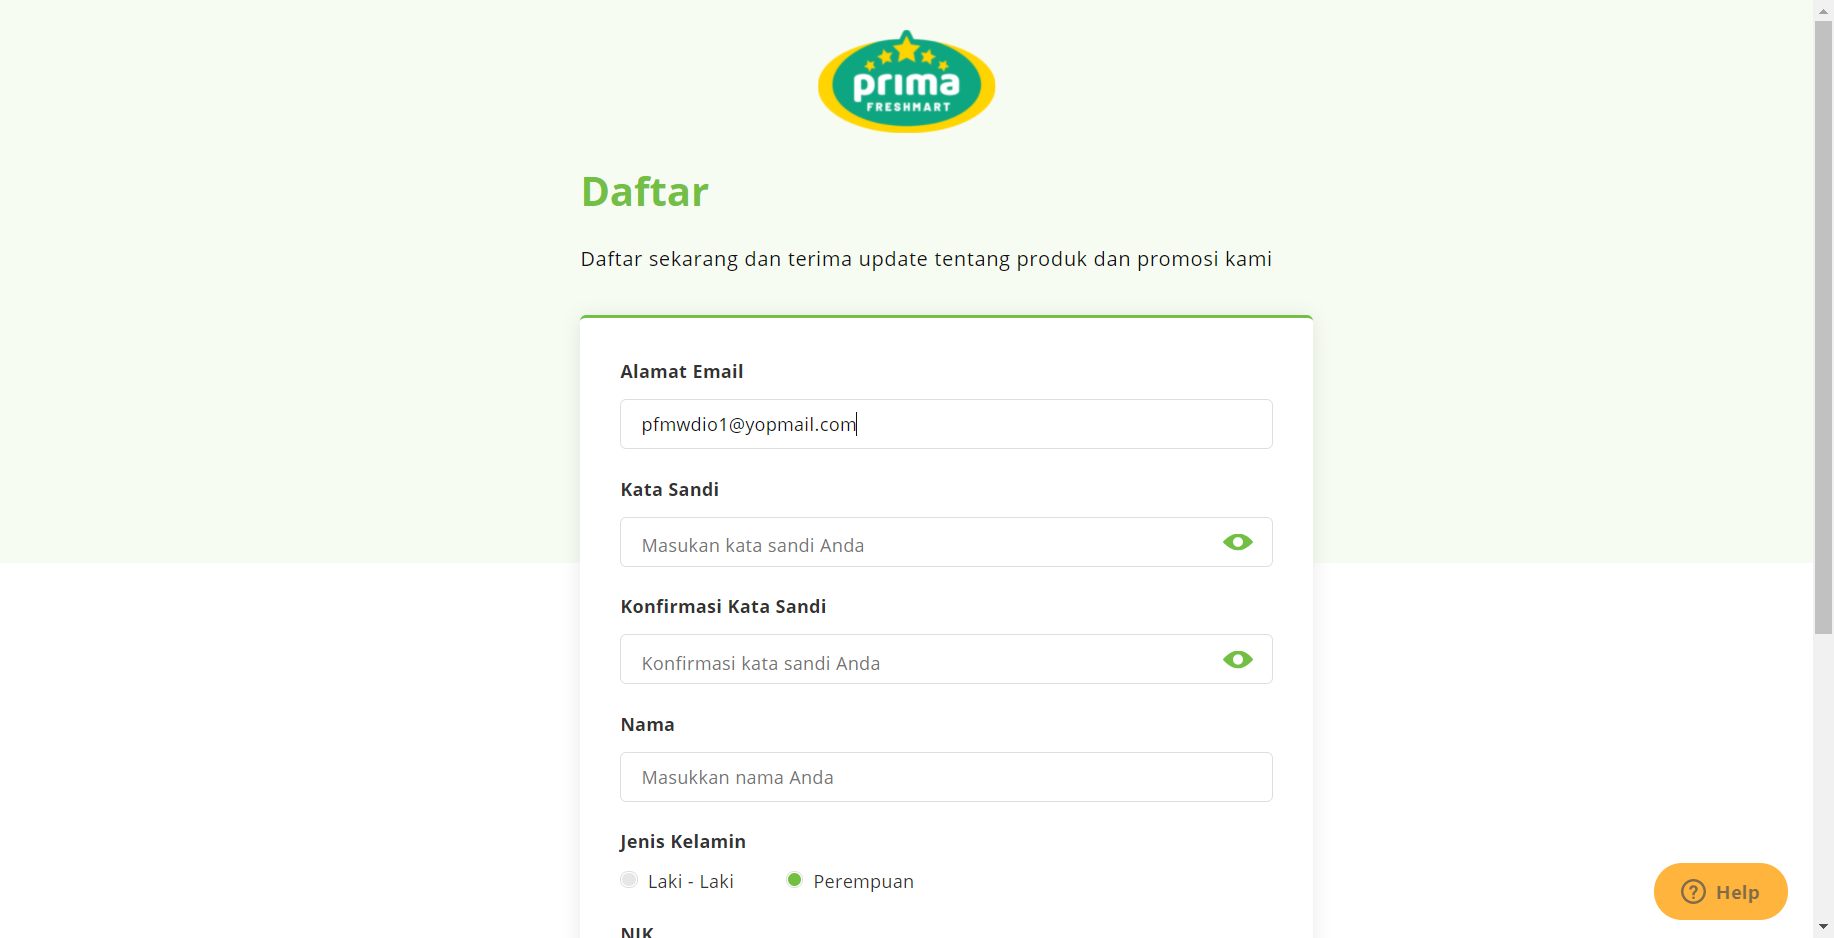 prima
FRESHMART
Daftar
Daftar sekarang dan terima update tentang produk dan promosi kami
Alamat Email
pfmwdio1@yopmail.com
Kata Sandi
Masukan kata sandi Anda
Konfirmasi Kata Sandi
Konfirmasi kata sandi Anda
Nama
Masukkan nama Anda
Jenis Kelamin
Laki - Laki Perempuan
NIK
Help